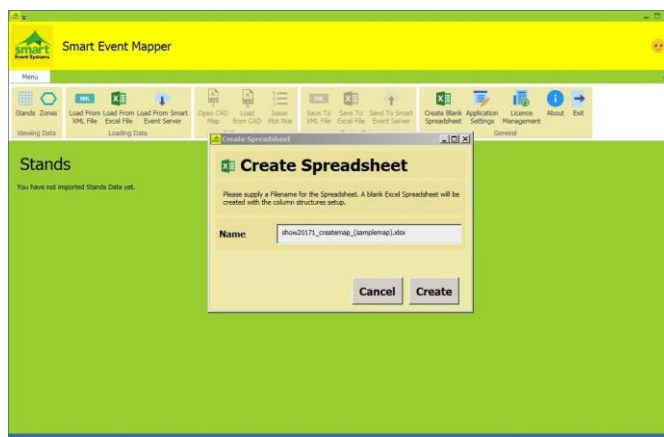 smart
Event Systems
Smart Event Mapper
Menu
Stands Zones Load From XML File Load From Excel File Load From Smart Event Server Open CAD Map Load from CAD Issue Plot Nos Save To XML File Save To Excel File Send To Smart Event Server Create Blank Spreadsheet Application Settings Licence Management About Exit
Viewing Data Loading Data General
Create Spreadsheet
Create Spreadsheet
Stands
You have not imported Stands Data yet.
Please supply a Filename for the Spreadsheet. A blank Excel Spreadsheet will be
created with the column structures setup.
Name show20171_createmap_(samplemap).xlsx
Cancel Create